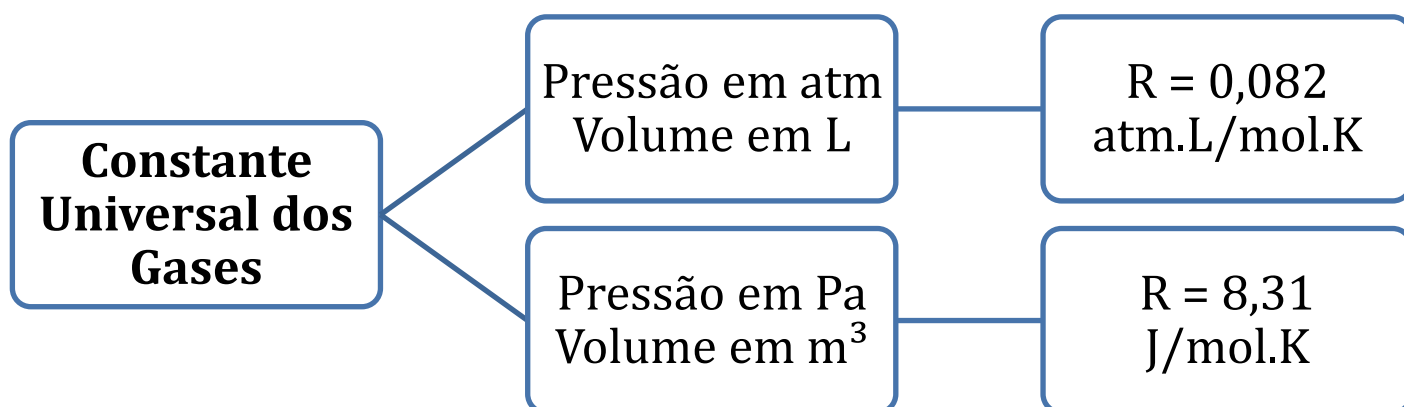 Constante
Universal dos
Gases
Pressão em atm
Volume em L
R = 0,082
atm.L/mol.K
Pressão em Pa
Volume em m³
R = 8,31
J/mol.K